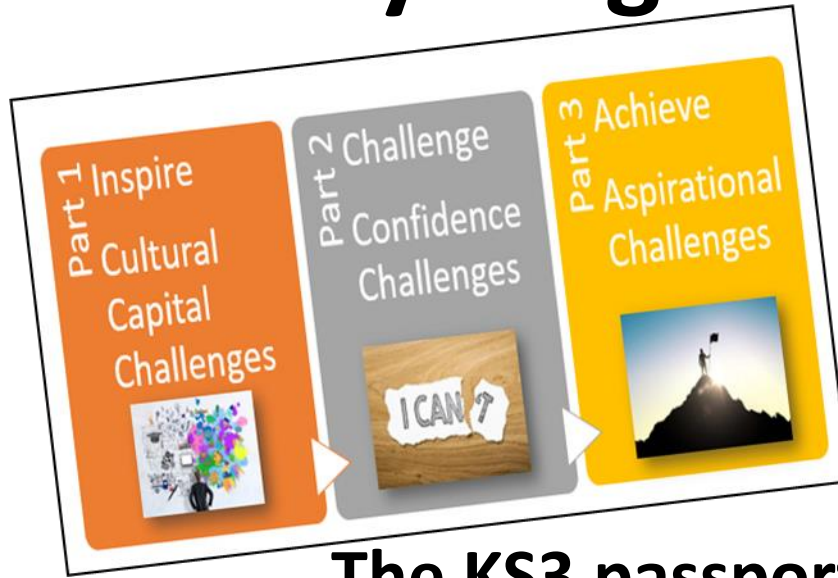 Part 1
Inspire
Cultural
Capital
Challenges
Part 2
Challenge
Confidence
Challenges
I CAN'T
Part 3
Achieve
Aspirational
Challenges
The KS3 passpor